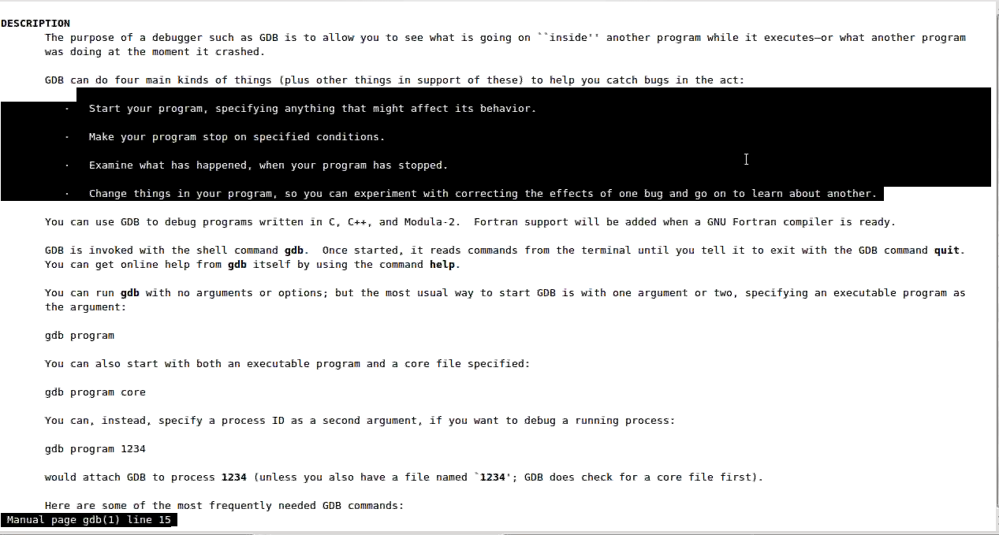 DESCRIPTION
The purpose of a debugger such as GDB is to allow you to see what is going on ``inside'' another program while it executes—or what another program
was doing at the moment it crashed.
GDB can do four main kinds of things (plus other things in support of these) to help you catch bugs in the act:
· Start your program, specifying anything that might affect its behavior.
· Make your program stop on specified conditions.
· Examine what has happened, when your program has stopped.
· Change things in your program, so you can experiment with correcting the effects of one bug and go on to learn about another.
You can use GDB to debug programs written in C, C++, and Modula-2.  Fortran support will be added when a GNU Fortran compiler is ready.
GDB is invoked with the shell command gdb.  Once started, it reads commands from the terminal until you tell it to exit with the GDB command quit.
You can get online help from gdb itself by using the command help.
You can run gdb with no arguments or options; but the most usual way to start GDB is with one argument or two, specifying an executable program as
the argument:
gdb program
You can also start with both an executable program and a core file specified:
gdb program core
You can, instead, specify a process ID as a second argument, if you want to debug a running process:
gdb program 1234
would attach GDB to process 1234 (unless you also have a file named `1234'; GDB does check for a core file first).
Here are some of the most frequently needed GDB commands:
Manual page gdb(1) line 15